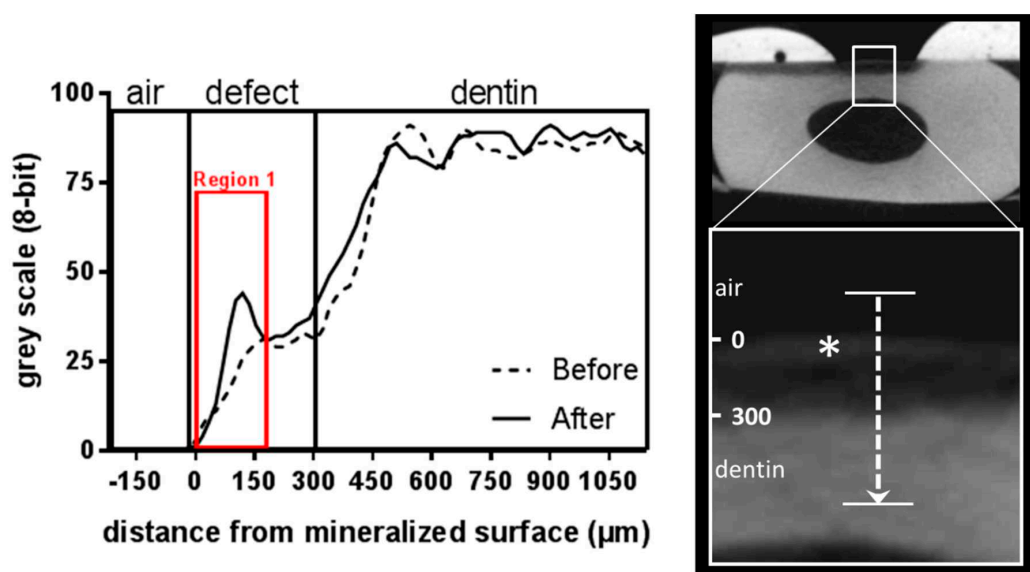 air defect dentin
100
75
50
25
0
grey scale (8-bit)
Region 1
Before
After
-150 0 150 300 450 600 750 900 1050
distance from mineralized surface (µm)
air
0
*
300
dentin